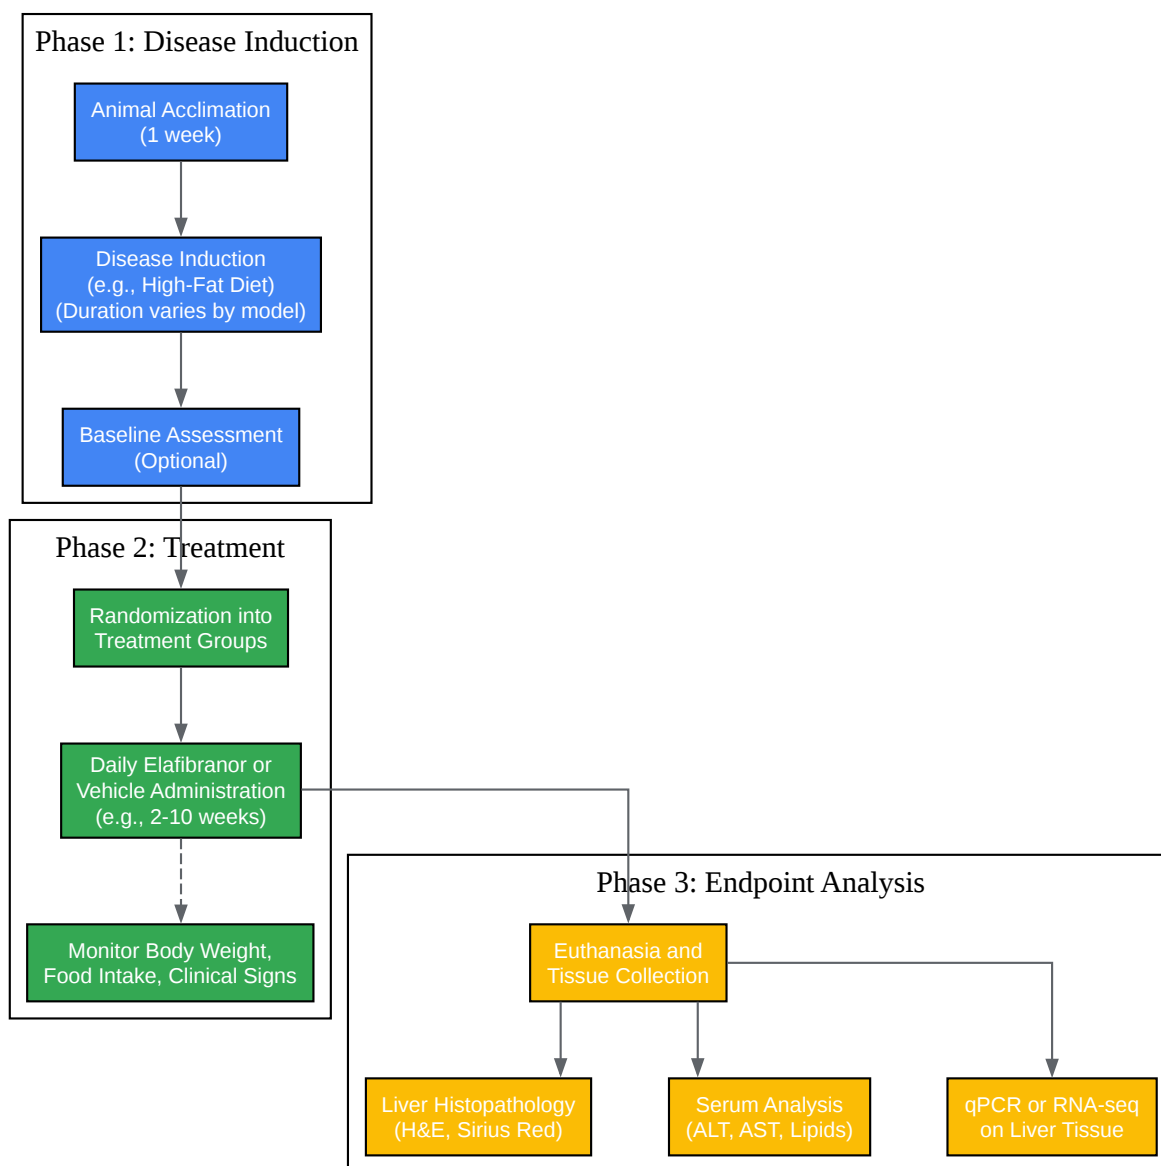 Phase 1: Disease Induction
Animal Acclimation
(1 week)
Disease Induction
(e.g., High-Fat Diet)
(Duration varies by model)
Baseline Assessment
(Optional)
Phase 2: Treatment
Randomization into
Treatment Groups
Daily Elafibranor or
Vehicle Administration
(e.g., 2-10 weeks)
Monitor Body Weight,
Food Intake, Clinical Signs
Phase 3: Endpoint Analysis
Euthanasia and
Tissue Collection
Liver Histopathology
(H&E, Sirius Red)
Serum Analysis
(ALT, AST, Lipids)
qPCR or RNA-seq
on Liver Tissue